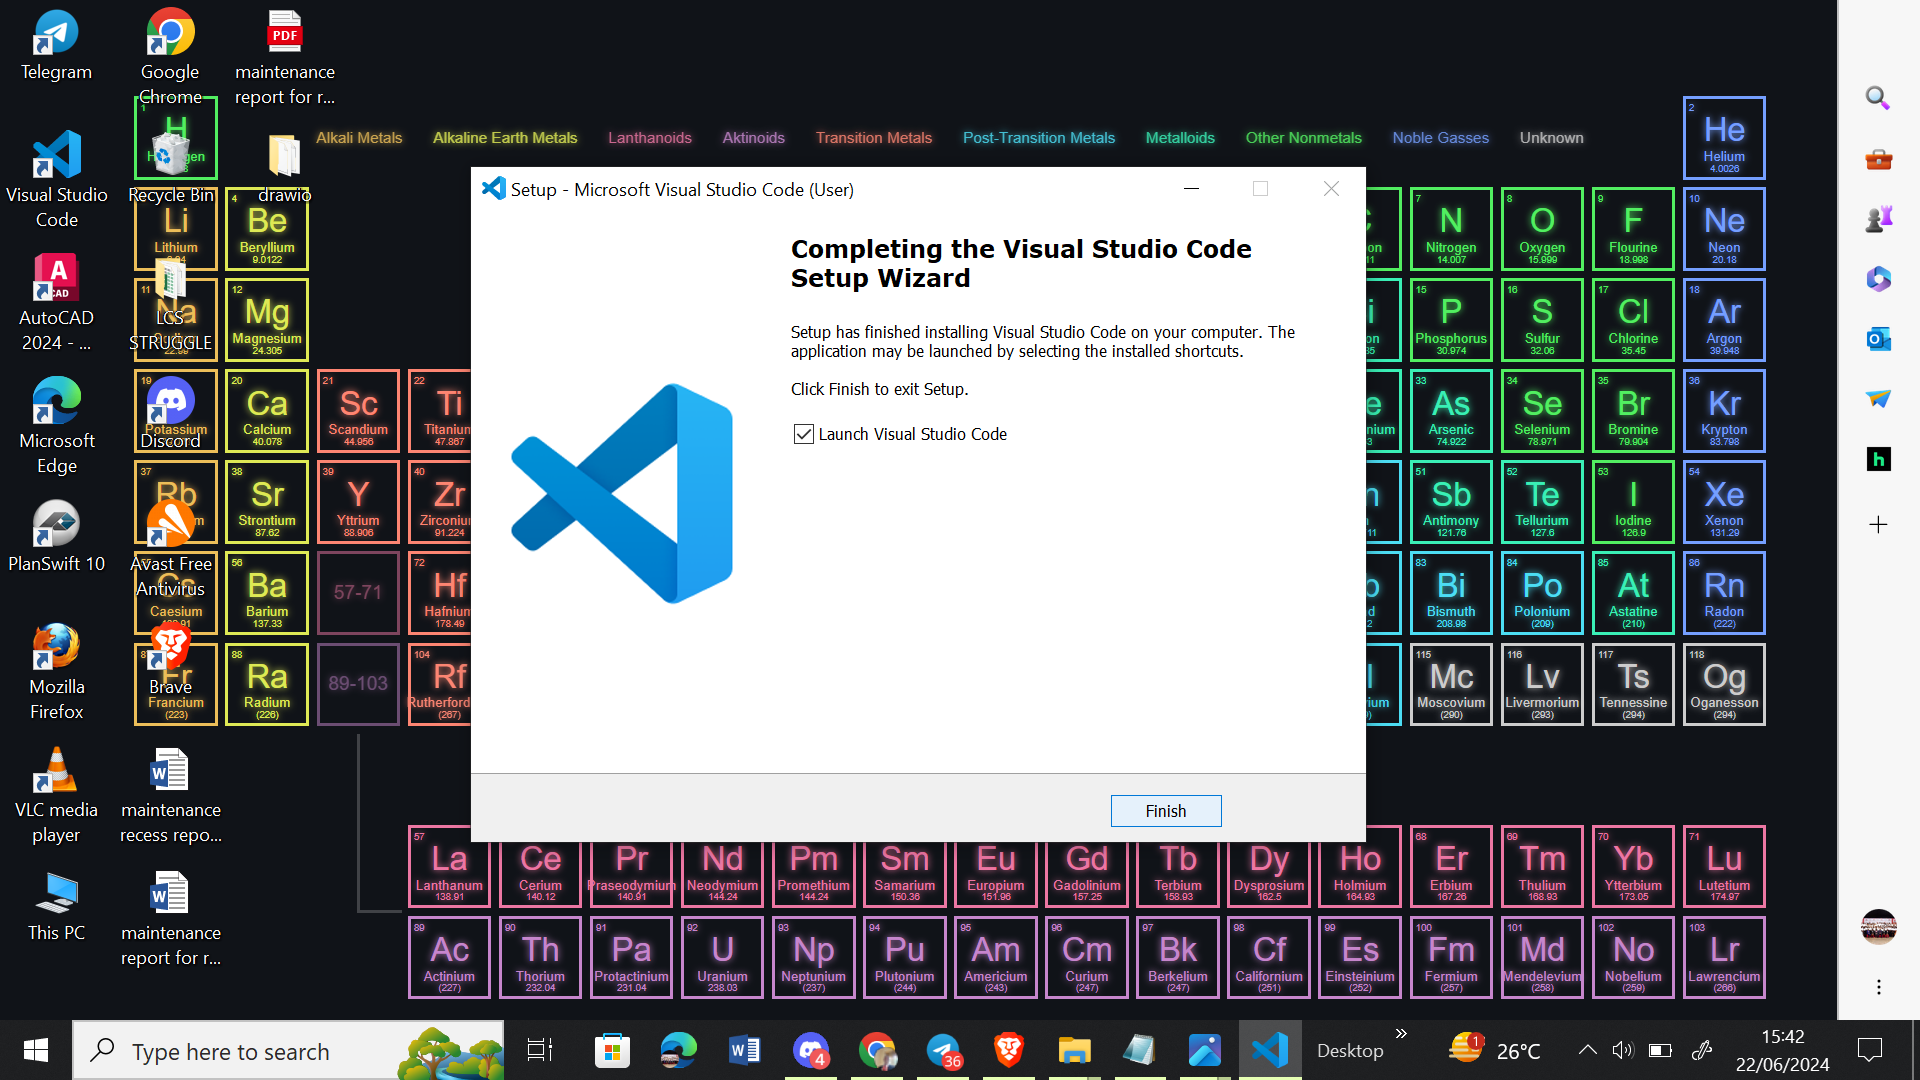 Telegram
Google
Chrome
maintenance
report for r...
Visual Studio
Code
Recycle Bin
drawio
AutoCAD
2024 - ...
LCS
STRUGGLE
Microsoft
Edge
Discord
PlanSwift 10
Avast Free
Antivirus
Mozilla
Firefox
Brave
VLC media
player
maintenance
recess repo...
This PC
maintenance
report for r...
Alkali Metals Alkaline Earth Metals Lanthanoids Aktinoids Transition Metals Post-Transition Metals Metalloids Other Nonmetals Noble Gasses Unknown
Setup - Microsoft Visual Studio Code (User)
Completing the Visual Studio Code
Setup Wizard
Setup has finished installing Visual Studio Code on your computer. The
application may be launched by selecting the installed shortcuts.
Click Finish to exit Setup.
Launch Visual Studio Code
Finish
1 H
2 He Helium 4.0026
Li Lithium
4 Be Beryllium 9.0122
7 N Nitrogen 14.007
8 O Oxygen 15.999
9 F Flourine 18.998
10 Ne Neon 20.18
11 Na 22.99
12 Mg Magnesium 24.305
15 P Phosphorus 30.974
16 S Sulfur 32.06
17 Cl Chlorine 35.45
18 Ar Argon 39.948
19 Potassium
20 Ca Calcium 40.078
21 Sc Scandium 44.956
22 Ti 47.867
33 As Arsenic 74.922
34 Se Selenium 78.971
35 Br Bromine 79.904
36 Kr Krypton 83.798
37 Rb
38 Sr Strontium 87.62
39 Y Yttrium 88.906
40 Zr 91.224
51 Sb Antimony 121.76
52 Te Tellurium 127.6
53 I Iodine 126.9
54 Xe Xenon 131.29
Cs Caesium
56 Ba Barium 137.33
57-71
72 Hf 178.49
83 Bi Bismuth 208.98
84 Po Polonium (209)
85 At Astatine (210)
86 Rn Radon (222)
Fr Francium (223)
88 Ra Radium (226)
89-103
104 Rf (267)
115 Mc Moscovium (290)
116 Lv Livermorium (293)
117 Ts Tennessine (294)
118 Og Oganesson (294)
57 La Lanthanum 138.91
Ce Cerium 140.12
Pr Praseodymium 140.91
Nd Neodymium 144.24
Pm Promethium 144.24
Sm Samarium 150.36
Eu Europium 151.96
Gd Gadolinium 157.25
Tb Terbium 158.93
Dy Dysprosium 162.5
Ho Holmium 164.93
68 Er Erbium 167.26
69 Tm Thulium 168.93
70 Yb Ytterbium 173.05
71 Lu Lutetium 174.97
89 Ac Actinium (227)
90 Th Thorium 232.04
91 Pa Protactinium 231.04
92 U Uranium 238.03
93 Np Neptunium (237)
94 Pu Plutonium (244)
95 Am Americium (243)
96 Cm Curium (247)
97 Bk Berkelium (247)
98 Cf Californium (251)
99 Es Einsteinium (252)
100 Fm Fermium (257)
101 Md Mendelevium (258)
102 No Nobelium (259)
103 Lr Lawrencium (266)
Type here to search
4
36
Desktop
1
26°C
15:42
22/06/2024